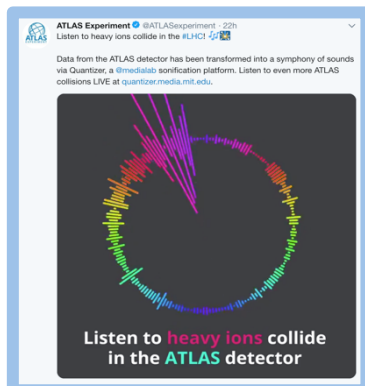 ATLAS Experiment @ATLASexperiment · 22h
Listen to heavy ions collide in the #LHC!
Data from the ATLAS detector has been transformed into a symphony of sounds
via Quantizer, a @medialab sonification platform. Listen to even more ATLAS
collisions LIVE at quantizer.media.mit.edu.
ATLAS
Listen to heavy ions collide
in the ATLAS detector